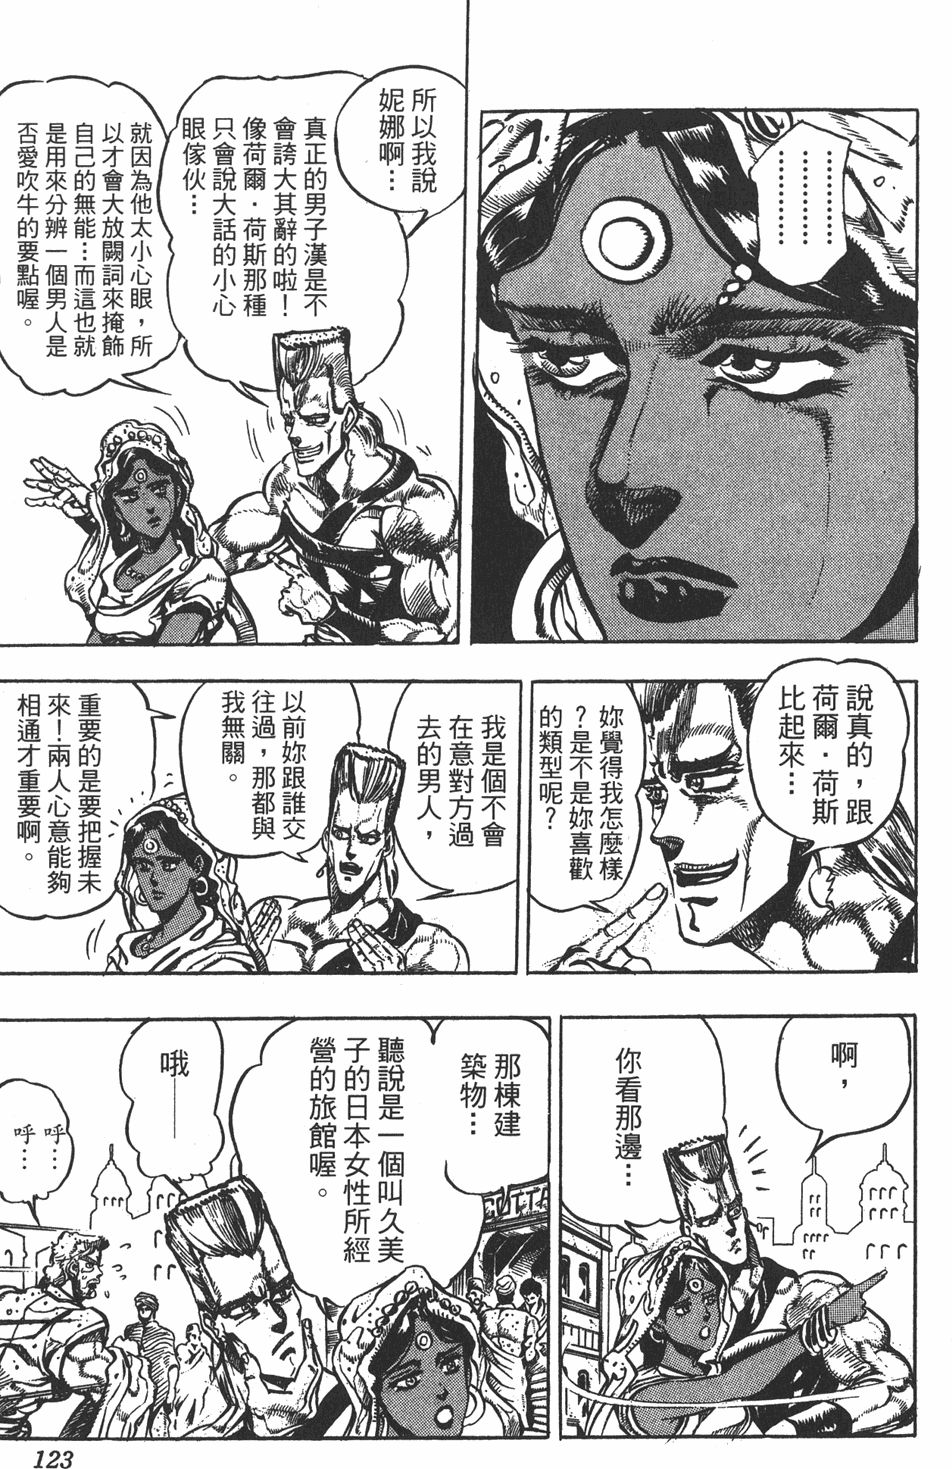 ………………
………………
所以我說
妮娜啊…
真正的男子漢是不
會誇大其辭的啦！
像荷爾·荷斯那種
只會說大話的小心
眼傢伙…
就因為他太小心眼，所
以才會大放闕詞來掩飾
自己的無能…而這也就
是用來分辨一個男人是
否愛吹牛的要點喔。
說真的，跟
荷爾·荷斯
比起來…
妳覺得我怎麼樣
？是不是妳喜歡
的類型呢？
我是個不會
在意對方過
去的男人，
以前妳跟誰交
往過，那都與
我無關。
重要的是要把握未
來！兩人心意能夠
相通才重要啊。
啊，
你看那邊…
那棟建
築物…
聽說是一個叫久美
子的日本女性所經
營的旅館喔。
哦——
呼…
呼…
COTTA
123